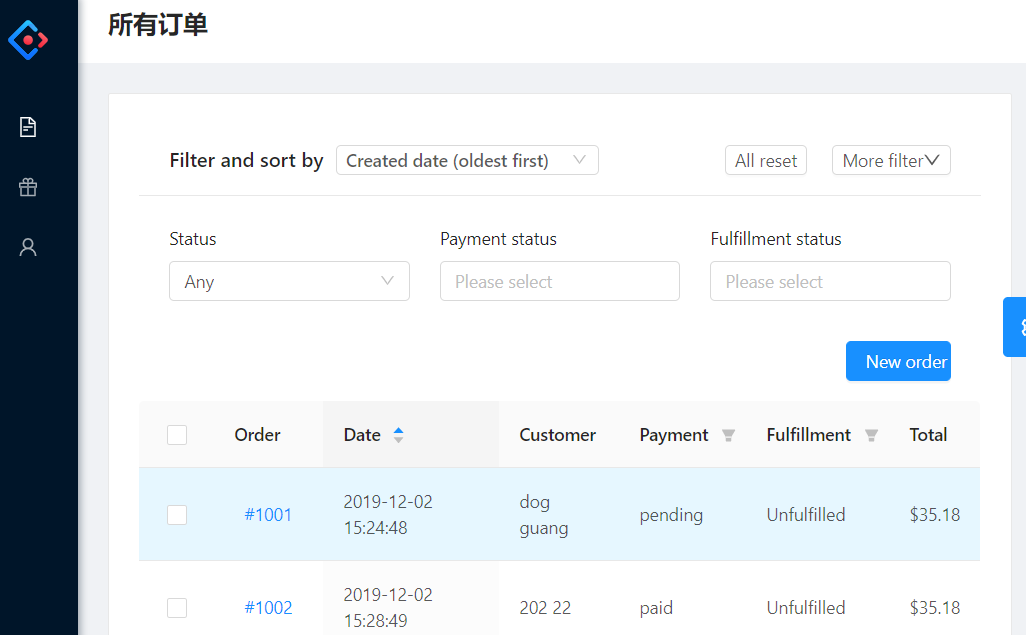 所有订单
Filter and sort by Created date (oldest first) All reset More filter
Status Payment status Fulfillment status
Any Please select Please select
New order
Order Date Customer Payment Fulfillment Total
#1001 2019-12-02 15:24:48 dog guang pending Unfulfilled $35.18
#1002 2019-12-02 15:28:49 202 22 paid Unfulfilled $35.18